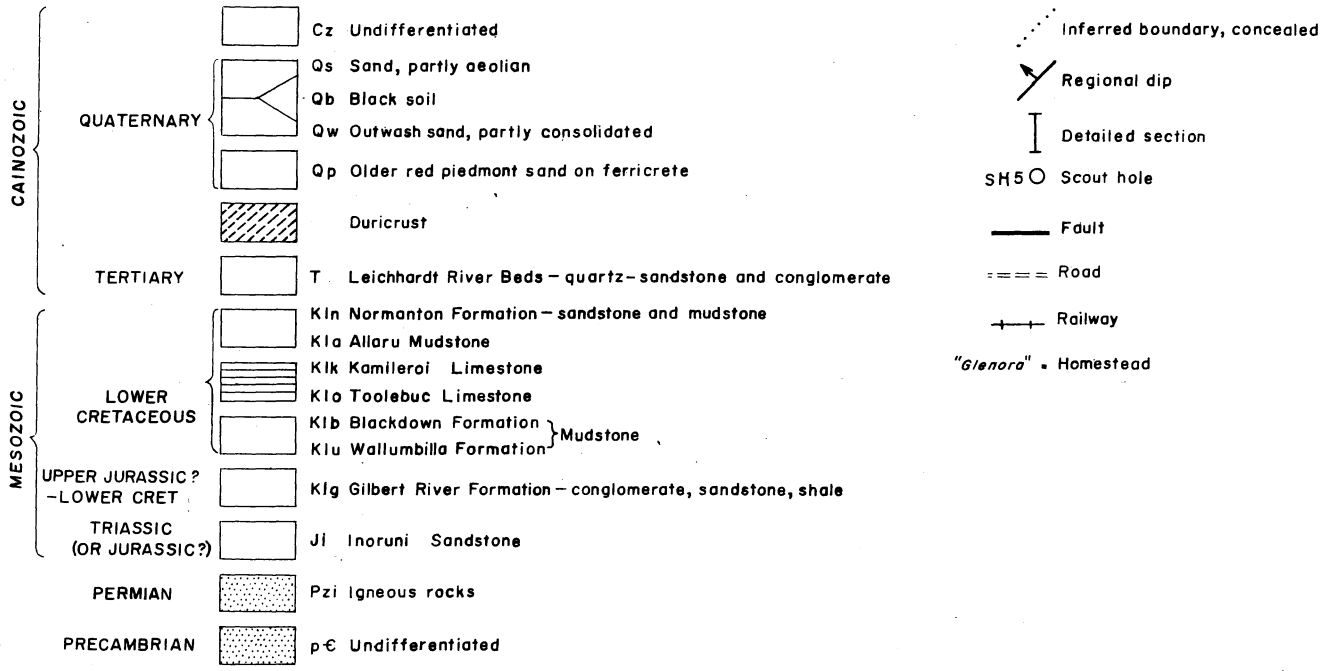 CAINOZOIC
Cz Undifferentiated
QUATERNARY
Qs Sand, partly aeolian
Qb Black soil
Qw Outwash sand, partly consolidated
Qp Older red piedmont sand on ferricrete
Duricrust
TERTIARY
T Leichhardt River Beds – quartz-sandstone and conglomerate
MESOZOIC
LOWER CRETACEOUS
Kln Normanton Formation – sandstone and mudstone
Kla Allaru Mudstone
Klk Kamileroi Limestone
Klo Toolebuc Limestone
Klb Blackdown Formation
Klu Wallumbilla Formation
Mudstone
UPPER JURASSIC?
-LOWER CRET
Klg Gilbert River Formation – conglomerate, sandstone, shale
TRIASSIC
(OR JURASSIC?)
Ji Inoruni Sandstone
PERMIAN
Pzi Igneous rocks
PRECAMBRIAN
p€ Undifferentiated
Inferred boundary, concealed
Regional dip
Detailed section
SH5 Scout hole
Fault
Road
Railway
"Glenora" ▪ Homestead